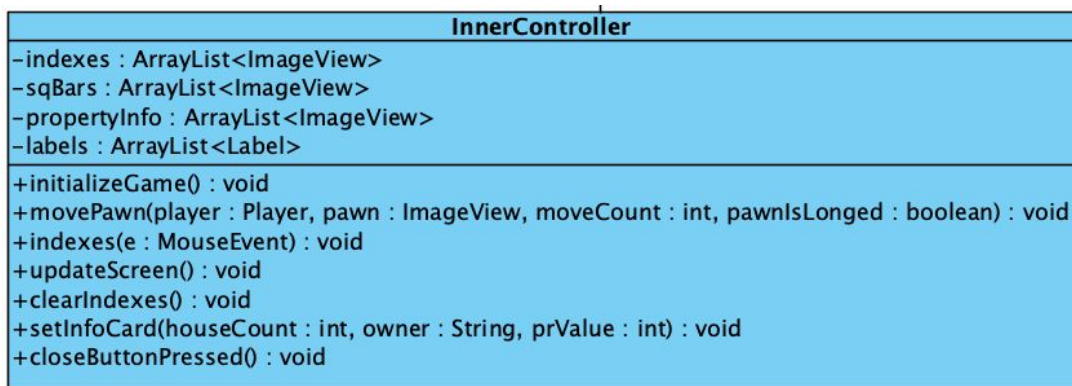 InnerController
-indexes : ArrayList<ImageView>
-sqBars : ArrayList<ImageView>
-propertyInfo : ArrayList<ImageView>
-labels : ArrayList<Label>
+initializeGame() : void
+movePawn(player : Player, pawn : ImageView, moveCount : int, pawnIsLonged : boolean) : void
+indexes(e : MouseEvent) : void
+updateScreen() : void
+clearIndexes() : void
+setInfoCard(houseCount : int, owner : String, prValue : int) : void
+closeButtonPressed() : void